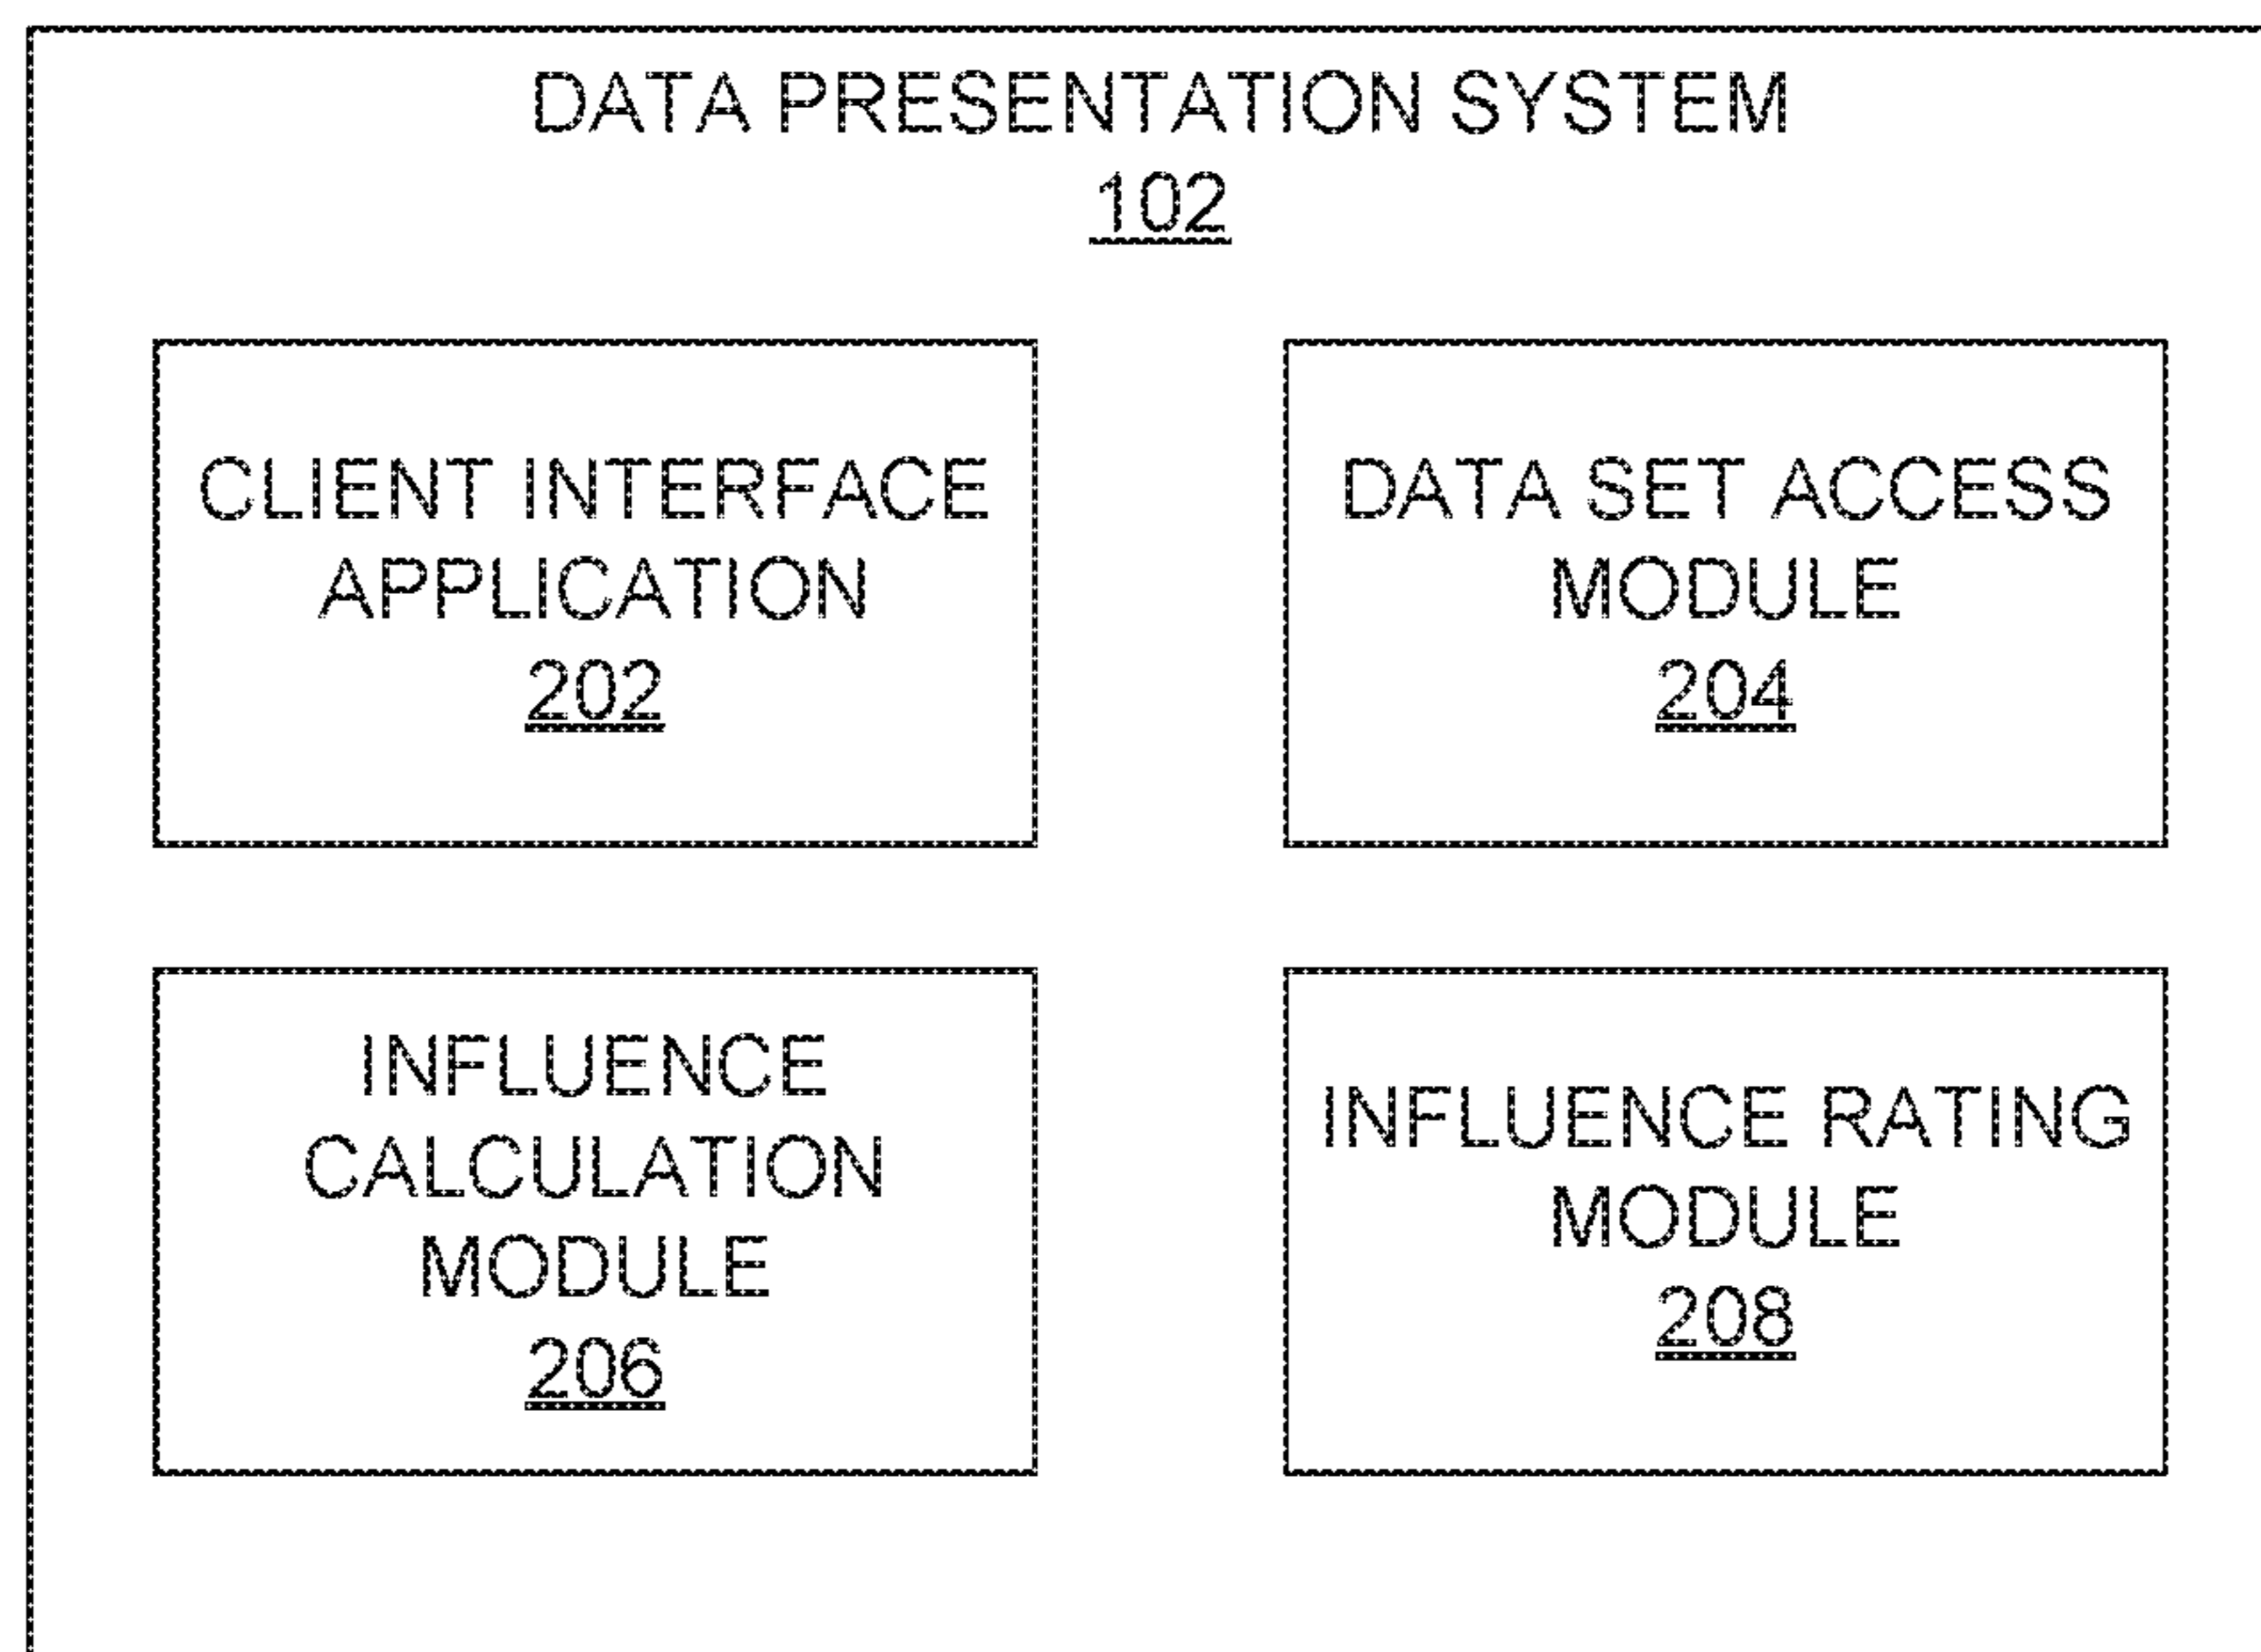 DATA PRESENTATION SYSTEM
102
CLIENT INTERFACE
APPLICATION
202
DATA SET ACCESS
MODULE
204
INFLUENCE
CALCULATION
MODULE
206
INFLUENCE RATING
MODULE
208